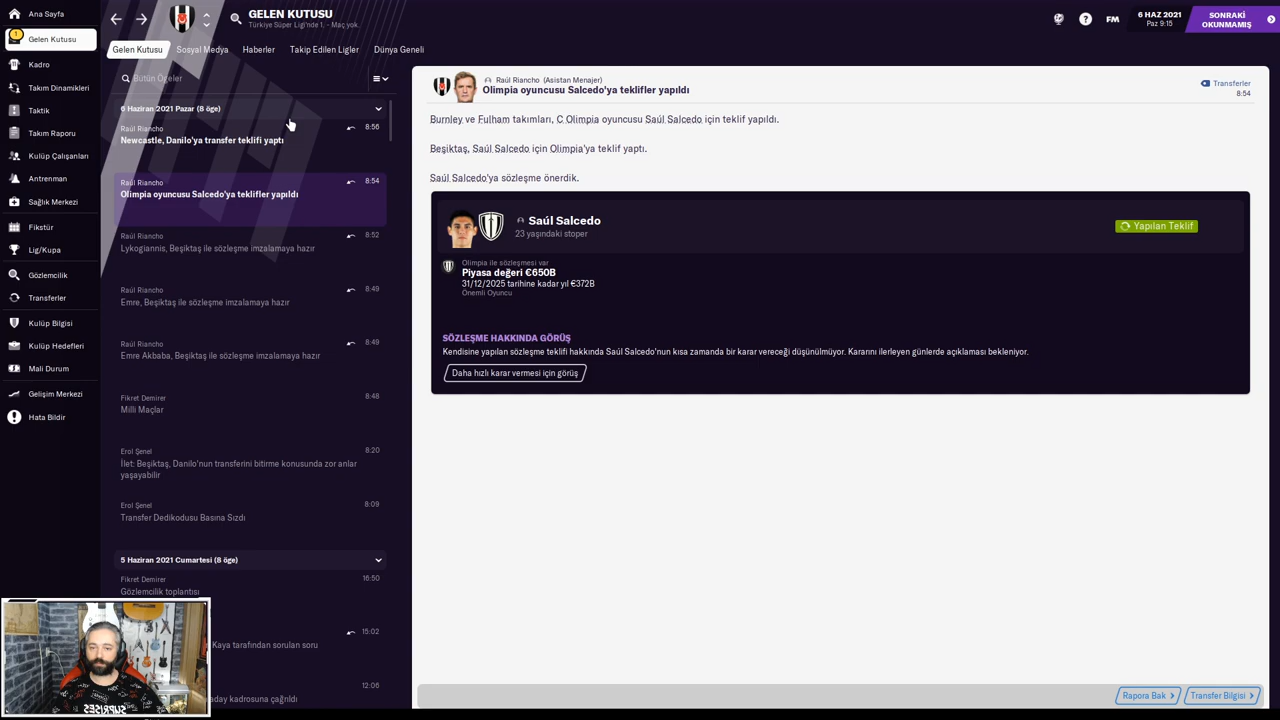 Ana Sayfa
1
Gelen Kutusu
Kadro
Takım Dinamikleri
Taktik
Takım Raporu
Kulüp Çalışanları
Antrenman
Sağlık Merkezi
Fikstür
Lig/Kupa
Gözlemcilik
Transferler
Kulüp Bilgisi
Kulüp Hedefleri
Mali Durum
Gelişim Merkezi
Hata Bildir
GELEN KUTUSU
Türkiye Süper Ligi'nde 1. - Maç yok.
FM
6 HAZ 2021
Paz 9:15
SONRAKİ
OKUNMAMIŞ
Gelen Kutusu
Sosyal Medya
Haberler
Takip Edilen Ligler
Dünya Geneli
Bütün Öğeler
6 Haziran 2021 Pazar (8 öge)
Raúl Riancho
8:56
Newcastle, Danilo'ya transfer teklifi yaptı
Raúl Riancho
8:54
Olimpia oyuncusu Salcedo'ya teklifler yapıldı
Raúl Riancho
8:52
Lykogiannis, Beşiktaş ile sözleşme imzalamaya hazır
Raúl Riancho
8:49
Emre, Beşiktaş ile sözleşme imzalamaya hazır
Raúl Riancho
8:49
Emre Akbaba, Beşiktaş ile sözleşme imzalamaya hazır
Fikret Demirer
8:48
Milli Maçlar
Erol Şenel
8:20
İlet: Beşiktaş, Danilo'nun transferini bitirme konusunda zor anlar
yaşayabilir
Erol Şenel
8:09
Transfer Dedikodusu Basına Sızdı
5 Haziran 2021 Cumartesi (8 öge)
Fikret Demirer
16:50
Gözlemcilik toplantısı
15:02
Kaya tarafından sorulan soru
12:06
aday kadrosuna çağrıldı
Raúl Riancho (Asistan Menajer)
Olimpia oyuncusu Salcedo'ya teklifler yapıldı
Transferler
8:54
Burnley ve Fulham takımları, C Olimpia oyuncusu Saúl Salcedo için teklif yapıldı.
Beşiktaş, Saúl Salcedo için Olimpia'ya teklif yaptı.
Saúl Salcedo'ya sözleşme önerdik.
Saúl Salcedo
23 yaşındaki stoper
Yapılan Teklif
Olimpia ile sözleşmesi var
Piyasa değeri €650B
31/12/2025 tarihine kadar yıl €372B
Önemli Oyuncu
SÖZLEŞME HAKKINDA GÖRÜŞ
Kendisine yapılan sözleşme teklifi hakkında Saúl Salcedo'nun kısa zamanda bir karar vereceği düşünülmüyor. Kararını ilerleyen günlerde açıklaması bekleniyor.
Daha hızlı karar vermesi için görüş
Rapora Bak
Transfer Bilgisi